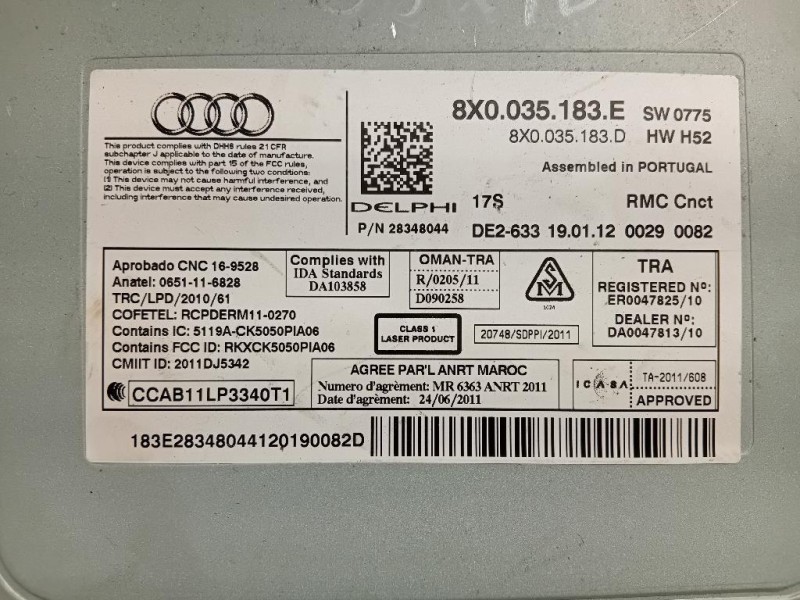 This product complies with DHHS rules 21 CFR
subchapter J applicable to the date of manufacture.
This device complies with part 15 of the FCC rules,
operation is subject to the following two conditions:
(1) This device may not cause harmful interference, and
(2) This device must accept any interference received,
including interference that may cause undesired operation.
DELPHI
P/N 28348044
8X0.035.183.E SW 0775
8X0.035.183.D HW H52
Assembled in PORTUGAL
17S RMC Cnct
DE2-633 19.01.12 0029 0082
Aprobado CNC 16-9528
Anatel: 0651-11-6828
TRC/LPD/2010/61
COFETEL: RCPDERM11-0270
Contains IC: 5119A-CK5050PIA06
Contains FCC ID: RKXCK5050PIA06
CMIIT ID: 2011DJ5342
CCAB11LP3340T1
Complies with
IDA Standards
DA103858
OMAN-TRA
R/0205/11
D090258
CLASS 1
LASER PRODUCT
20748/SDPPI/2011
TRA
REGISTERED Nº:
ER0047825/10
DEALER Nº:
DA0047813/10
AGREE PAR'L ANRT MAROC
Numero d'agrèment: MR 6363 ANRT 2011
Date d'agrèment: 24/06/2011
ICASA
TA-2011/608
APPROVED
183E28348044120190082D